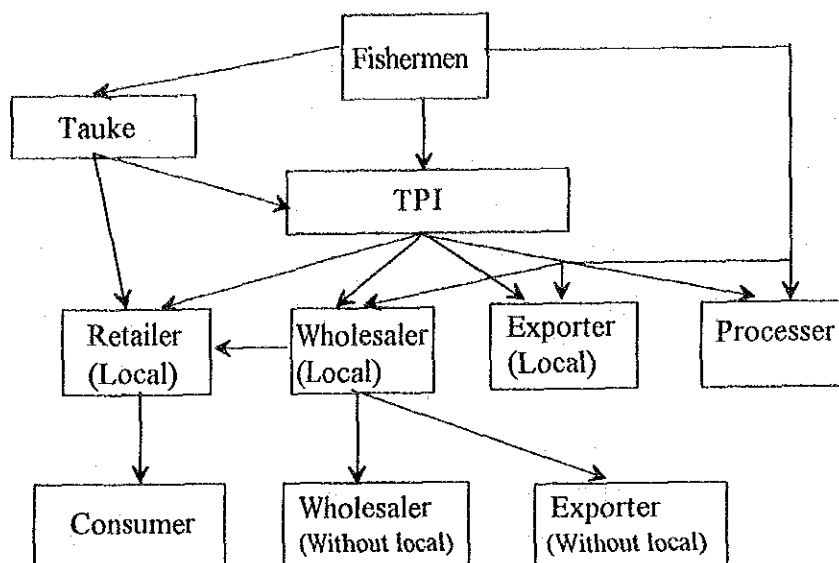 Fishermen
Tauke
TPI
Retailer
(Local)
Wholesaler
(Local)
Exporter
(Local)
Processer
Consumer
Wholesaler
(Without local)
Exporter
(Without local)